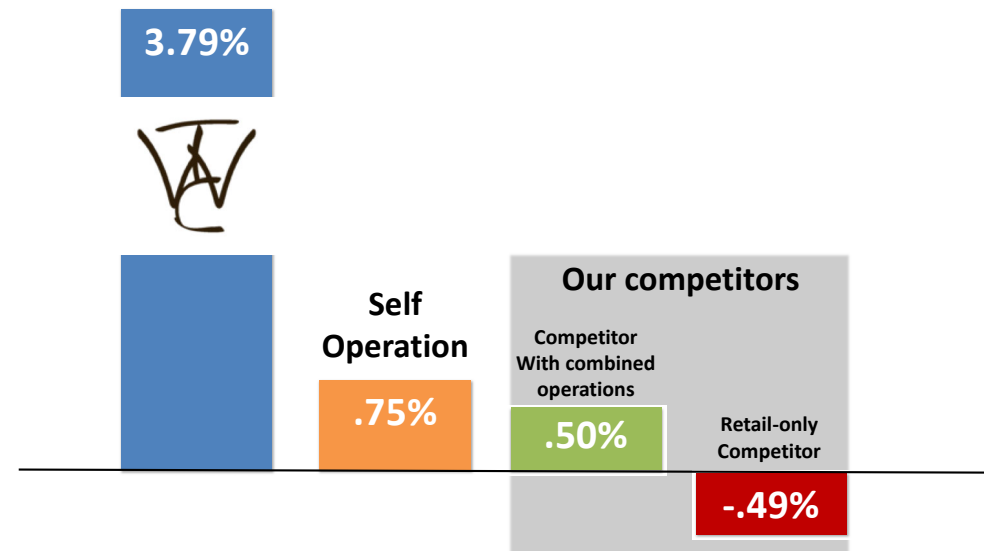 3.79%
Self
Operation
.75%
Our competitors
Competitor
With combined
operations
.50%
Retail-only
Competitor
-.49%